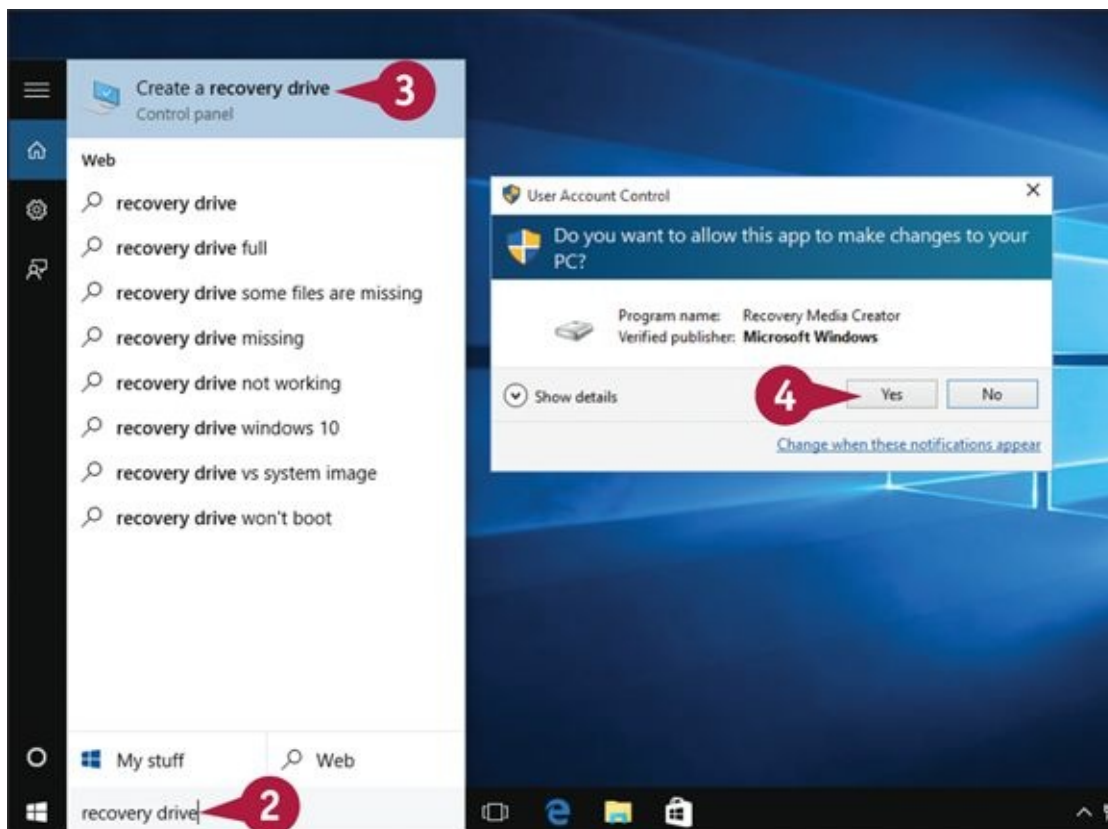 Create a recovery drive
Control panel
3
Web
recovery drive
recovery drive full
recovery drive some files are missing
recovery drive missing
recovery drive not working
recovery drive windows 10
recovery drive vs system image
recovery drive won't boot
My stuff
Web
recovery drive
2
User Account Control
Do you want to allow this app to make changes to your
PC?
Program name: Recovery Media Creator
Verified publisher: Microsoft Windows
Show details
4
Yes
No
Change when these notifications appear